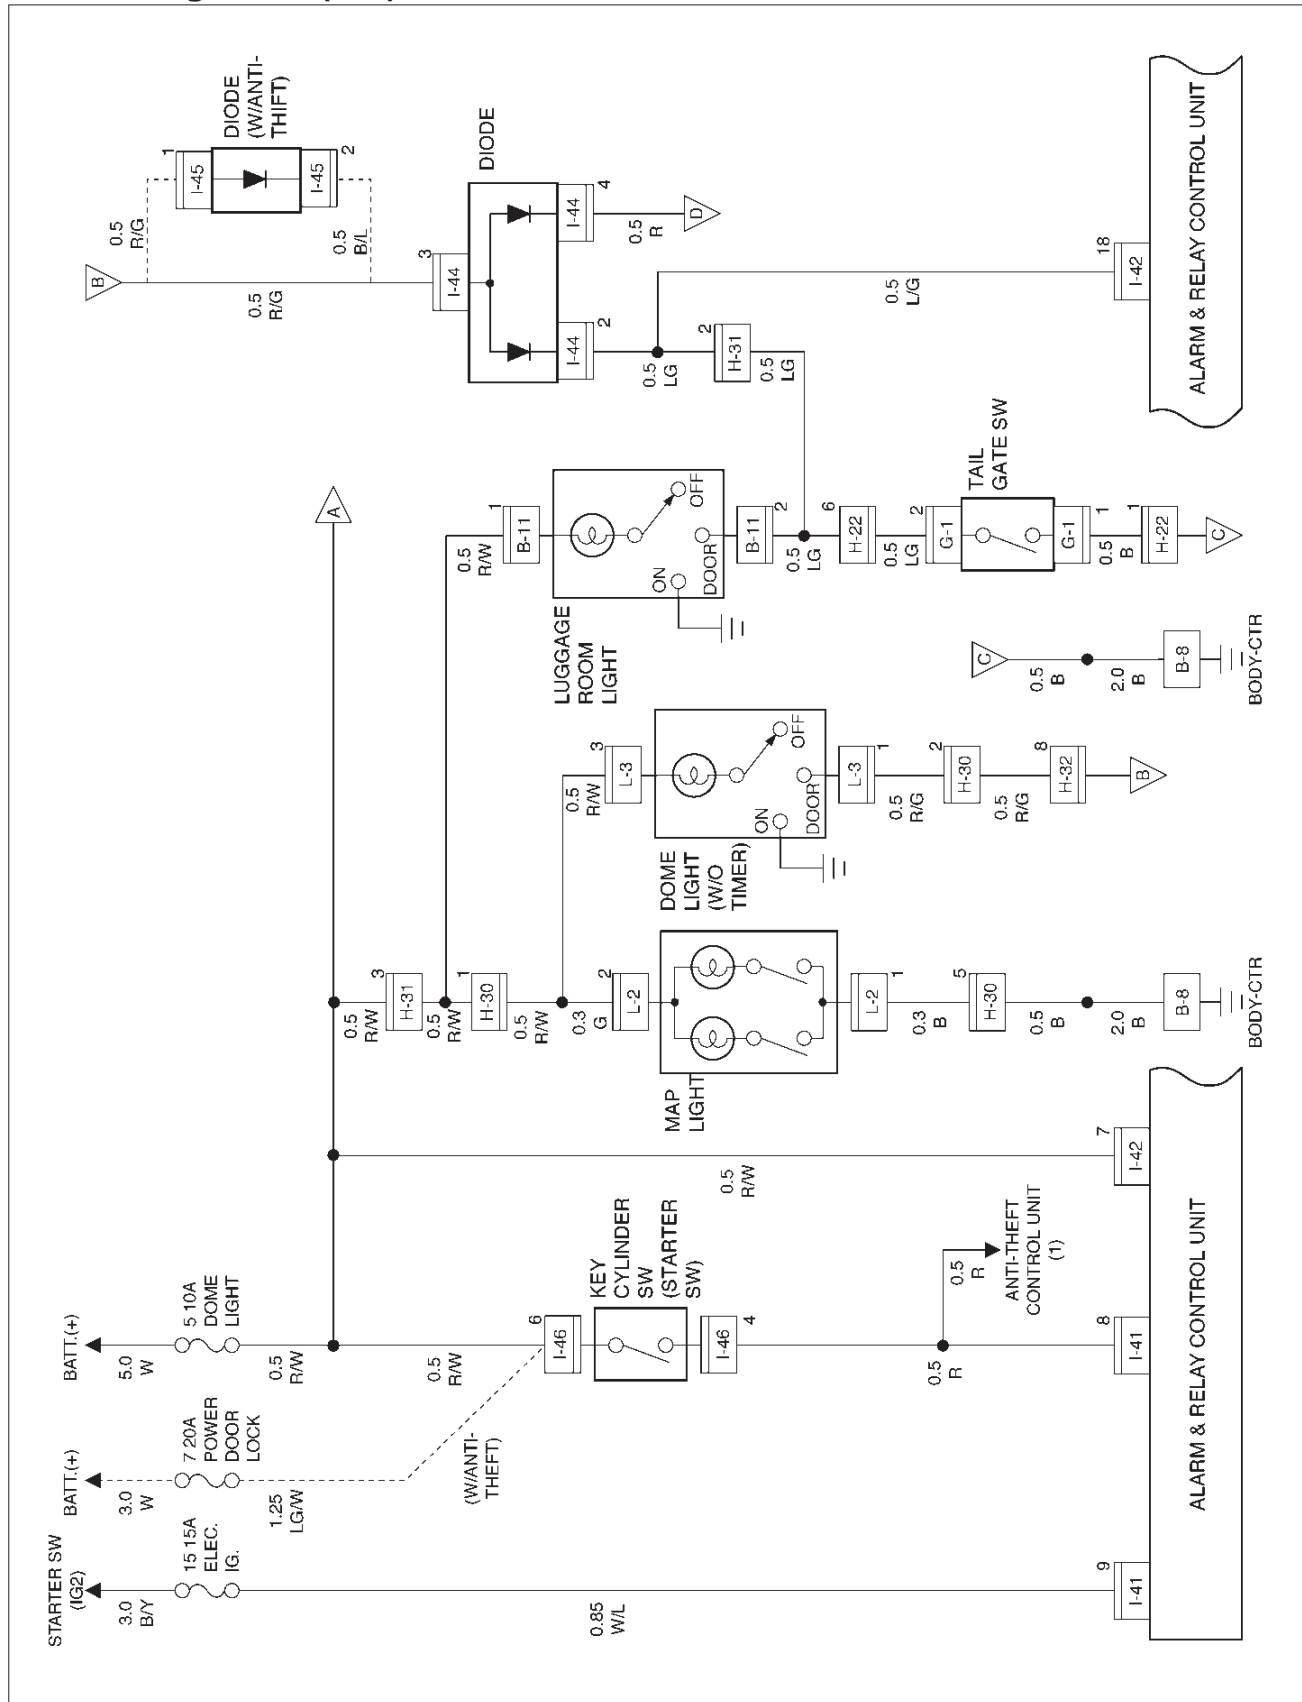 STARTER SW
(IG2)
3.0
B/Y
15 15A
ELEC.
IG.
0.85
W/L
9
I-41
BATT.(+)
3.0
W
7 20A
POWER
DOOR
LOCK
1.25
LG/W
(W/ANTI-
THEFT)
BATT.(+)
5.0
W
5 10A
DOME
LIGHT
0.5
R/W
0.5
R/W
6
I-46
KEY
CYLINDER
SW
(STARTER
SW)
I-46
4
0.5
R
0.5
R
ANTI-THEFT
CONTROL UNIT
(1)
8
I-41
0.5
R/W
7
I-42
ALARM & RELAY CONTROL UNIT
A
0.5
R/W
3
H-31
0.5
R/W
1
H-30
0.5
R/W
0.3
G
2
L-2
MAP
LIGHT
L-2
1
0.3
B
5
H-30
0.5
B
2.0
B
B-8
BODY-CTR
0.5
R/W
3
L-3
DOME
LIGHT
(W/O
TIMER)
ON
DOOR
OFF
L-3
1
0.5
R/G
2
H-30
0.5
R/G
8
H-32
B
0.5
R/W
1
B-11
LUGGAGE
ROOM
LIGHT
ON
DOOR
OFF
B-11
2
0.5
LG
6
H-22
0.5
LG
2
G-1
TAIL
GATE SW
G-1
1
0.5
B
1
H-22
C
C
0.5
B
2.0
B
B-8
BODY-CTR
B
0.5
R/G
0.5
R/G
1
I-45
DIODE
(W/ANTI-
THIFT)
I-45
2
0.5
B/L
3
I-44
DIODE
I-44
2
I-44
4
0.5
R
D
0.5
LG
2
H-31
0.5
LG
0.5
L/G
18
I-42
ALARM & RELAY CONTROL UNIT